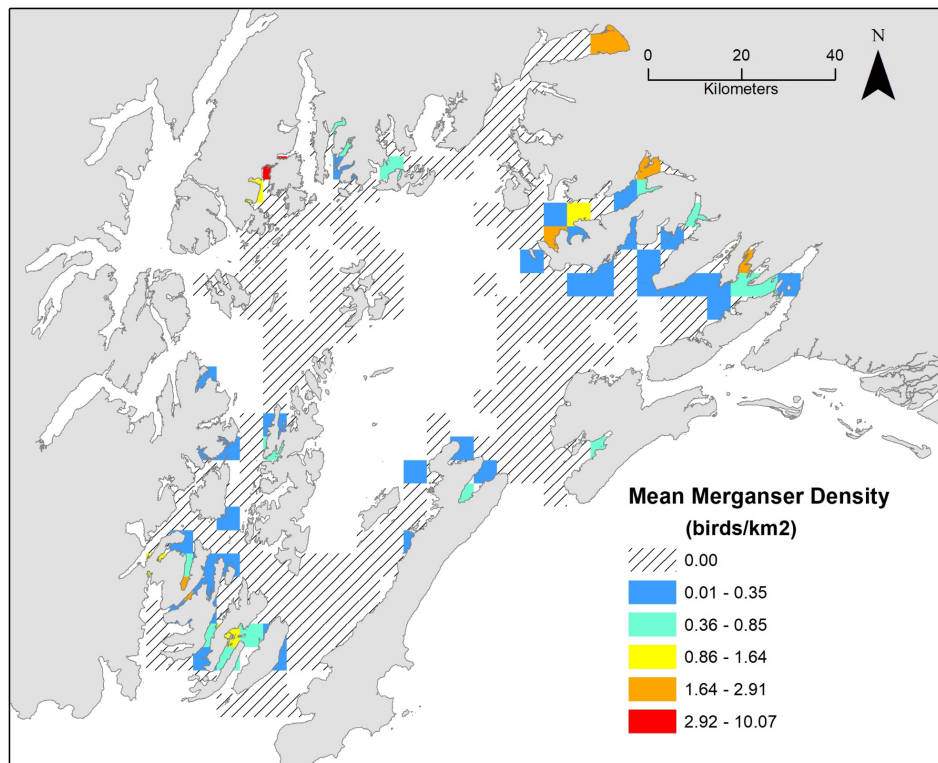 N
0 20 40
Kilometers
Mean Merganser Density
(birds/km2)
0.00
0.01 - 0.35
0.36 - 0.85
0.86 - 1.64
1.64 - 2.91
2.92 - 10.07